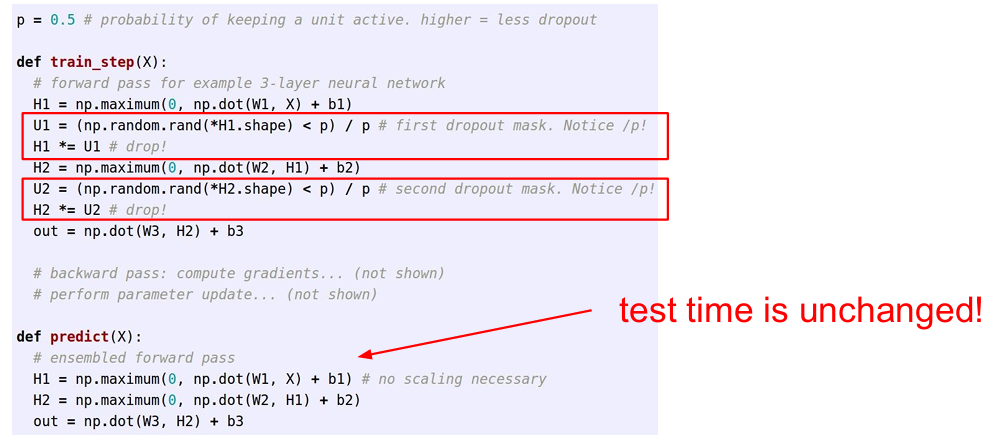 p = 0.5 # probability of keeping a unit active. higher = less dropout
def train_step(X):
# forward pass for example 3-layer neural network
H1 = np.maximum(0, np.dot(W1, X) + b1)
U1 = (np.random.rand(*H1.shape) < p) / p # first dropout mask. Notice /p!
H1 *= U1 # drop!
H2 = np.maximum(0, np.dot(W2, H1) + b2)
U2 = (np.random.rand(*H2.shape) < p) / p # second dropout mask. Notice /p!
H2 *= U2 # drop!
out = np.dot(W3, H2) + b3
# backward pass: compute gradients... (not shown)
# perform parameter update... (not shown)
test time is unchanged!
def predict(X):
# ensembled forward pass
H1 = np.maximum(0, np.dot(W1, X) + b1) # no scaling necessary
H2 = np.maximum(0, np.dot(W2, H1) + b2)
out = np.dot(W3, H2) + b3